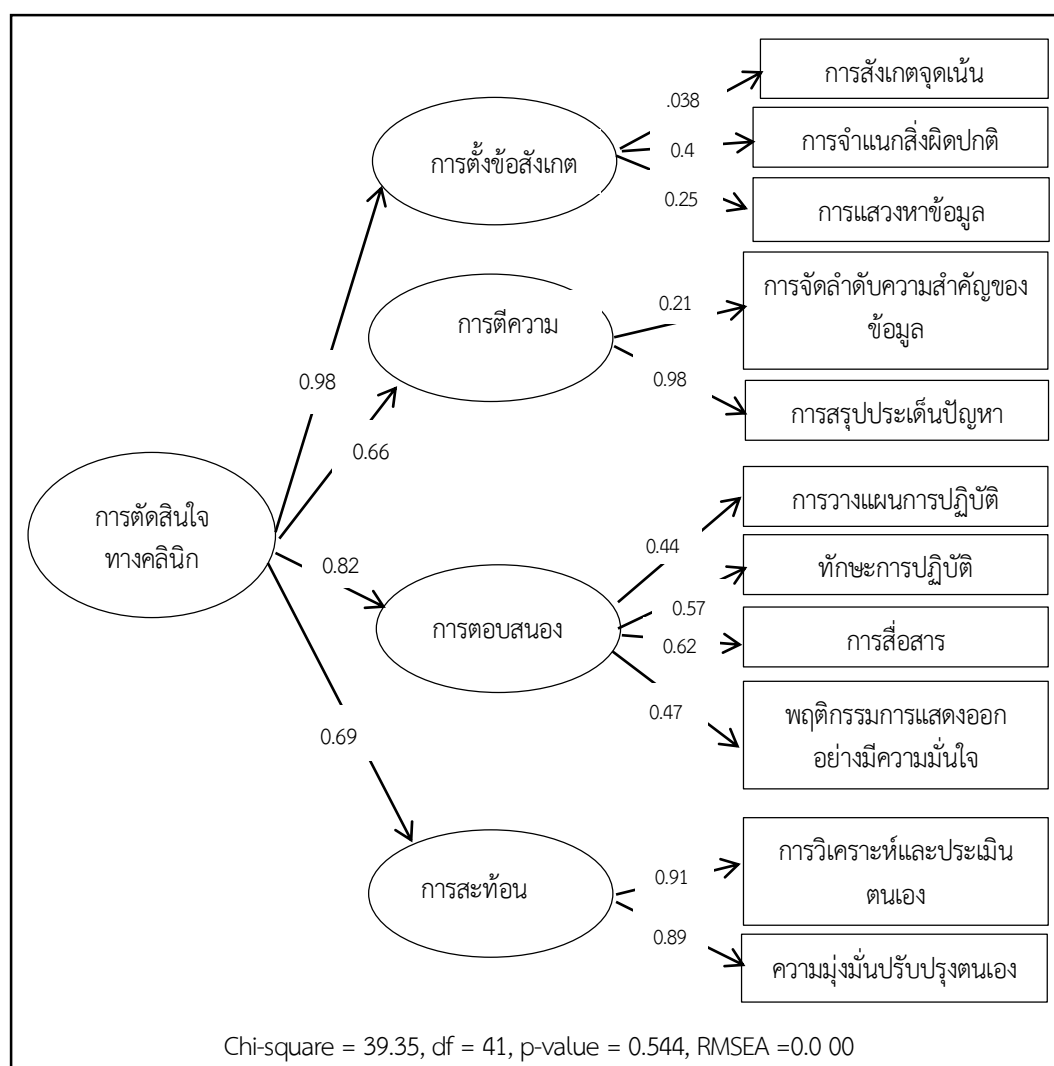 การตัดสินใจ
ทางคลินิก
0.98
0.66
0.82
0.69
การตั้งข้อสังเกต
.038
0.4
0.25
การสังเกตจุดเน้น
การจำแนกสิ่งผิดปกติ
การแสวงหาข้อมูล
การตีความ
0.21
0.98
การจัดลำดับความสำคัญของ
ข้อมูล
การสรุปประเด็นปัญหา
การตอบสนอง
0.44
0.57
0.62
0.47
การวางแผนการปฏิบัติ
ทักษะการปฏิบัติ
การสื่อสาร
พฤติกรรมการแสดงออก
อย่างมีความมั่นใจ
การสะท้อน
0.91
0.89
การวิเคราะห์และประเมิน
ตนเอง
ความมุ่งมั่นปรับปรุงตนเอง
Chi-square = 39.35, df = 41, p-value = 0.544, RMSEA =0.0 00